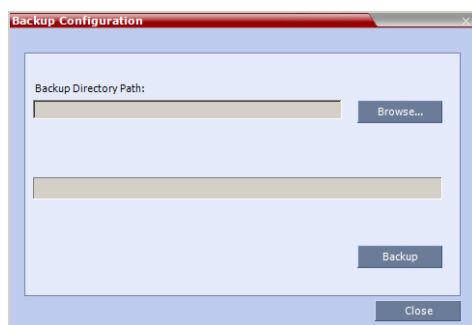 Backup Configuration
Backup Directory Path:
Browse...
Backup
Close